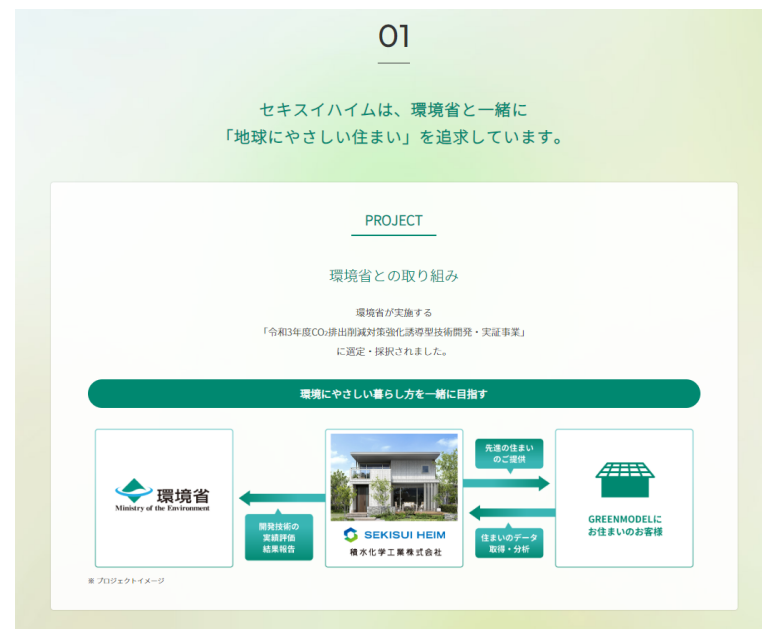 01
セキスイハイムは、環境省と一緒に
「地球にやさしい住まい」を追求しています。
PROJECT
環境省との取り組み
環境省が実施する
「令和3年度CO₂排出削減対策強化誘導型技術開発・実証事業」
に選定・採択されました。
環境にやさしい暮らし方を一緒に目指す
環境省
Ministry of the Environment
開発技術の
実績評価
結果報告
SEKISUI HEIM
積水化学工業株式会社
先進の住まい
のご提供
住まいのデータ
取得・分析
GREENMODELに
お住まいのお客様
※ プロジェクトイメージ